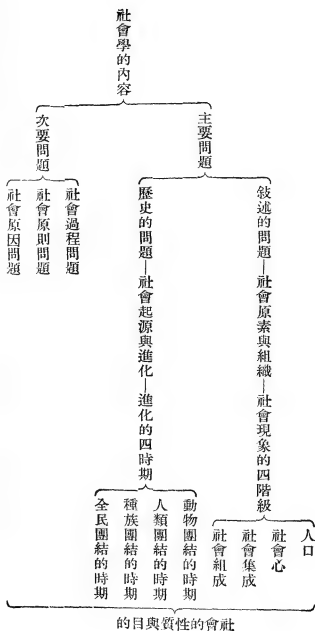 社會學的內容
主要問題
敍述的問題—社會原素與組織—社會現象的四階級
人口
社會心
社會集成
社會組成
歷史的問題—社會起源與進化—進化的四時期
動物團結的時期
人類團結的時期
種族團結的時期
全民團結的時期
次要問題
社會過程問題
社會原則問題
社會原因問題
社會的性質與目的